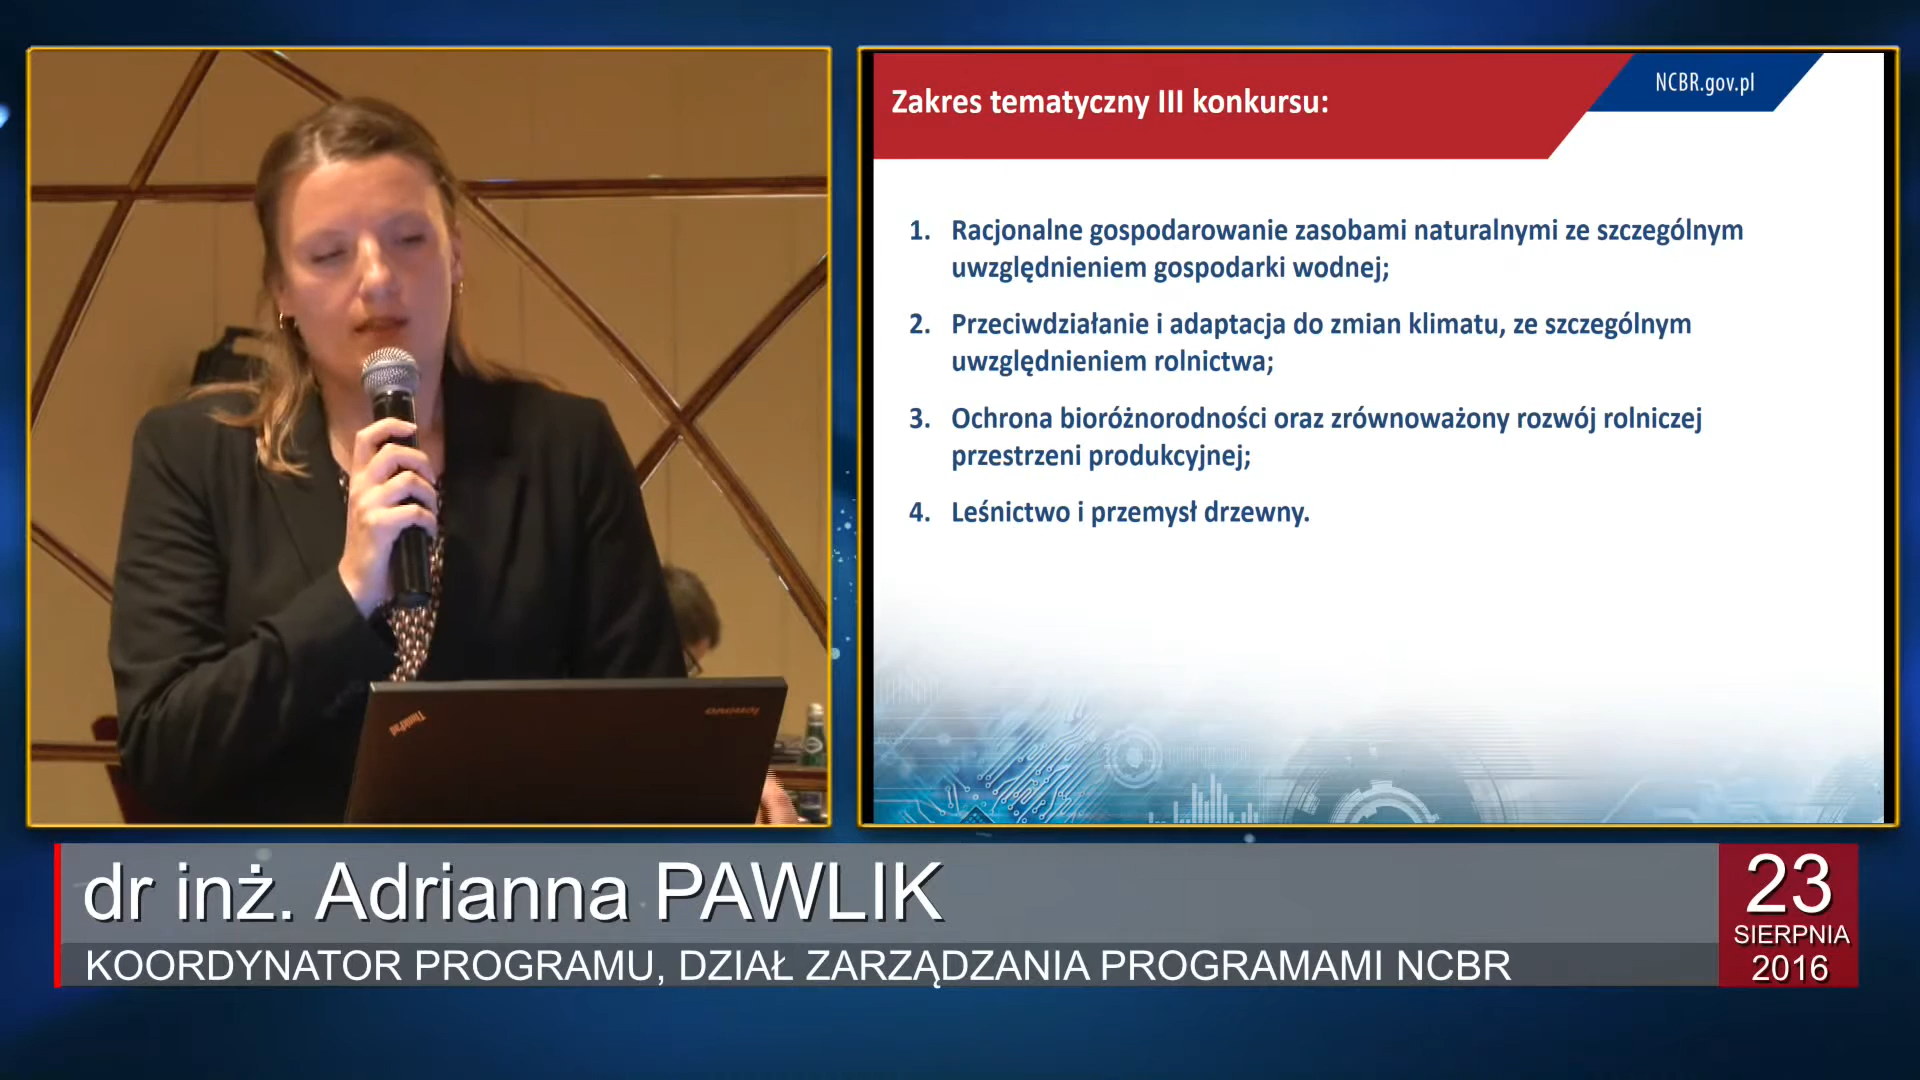 NCBR.gov.pl
Zakres tematyczny III konkursu:
1. Racjonalne gospodarowanie zasobami naturalnymi ze szczególnym
uwzględnieniem gospodarki wodnej;
2. Przeciwdziałanie i adaptacja do zmian klimatu, ze szczególnym
uwzględnieniem rolnictwa;
3. Ochrona bioróżnorodności oraz zrównoważony rozwój rolniczej
przestrzeni produkcyjnej;
4. Leśnictwo i przemysł drzewny.
ThinkPad
lenovo
dr inż. Adrianna PAWLIK
KOORDYNATOR PROGRAMU, DZIAŁ ZARZĄDZANIA PROGRAMAMI NCBR
23
SIERPNIA
2016